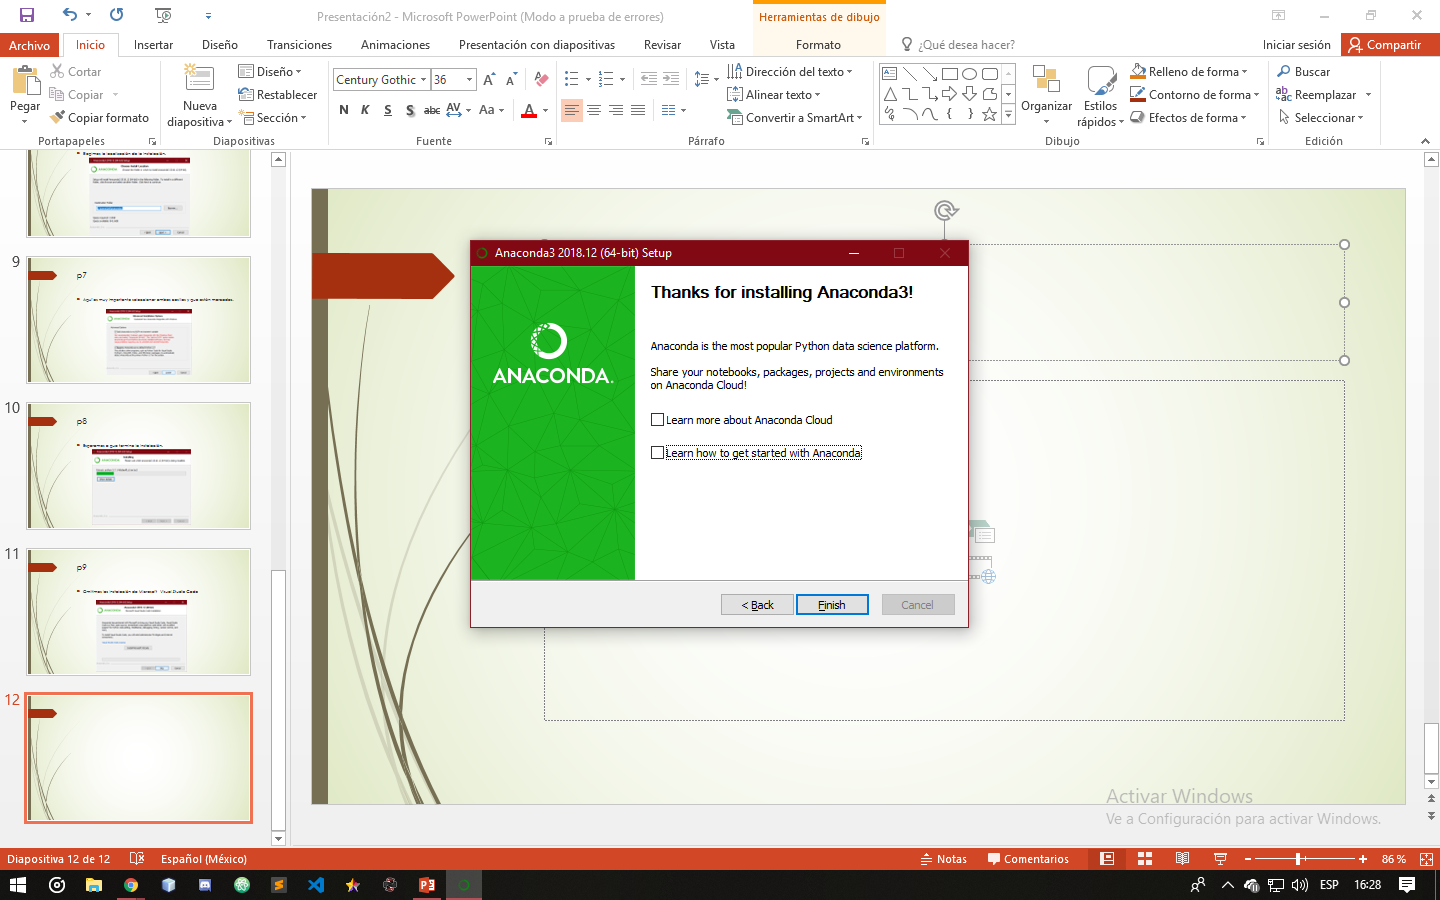 Presentación2 - Microsoft PowerPoint (Modo a prueba de errores)
Herramientas de dibujo
Archivo
Inicio
Insertar
Diseño
Transiciones
Animaciones
Presentación con diapositivas
Revisar
Vista
Formato
¿Qué desea hacer?
Iniciar sesión
Compartir
Pegar
Cortar
Copiar
Copiar formato
Portapapeles
Nueva
diapositiva
Diseño
Restablecer
Sección
Diapositivas
Century Gothic
36
N K S S abc AV Aa A
Fuente
Dirección del texto
Alinear texto
Convertir a SmartArt
Párrafo
Organizar
Estilos
rápidos
Relleno de forma
Contorno de forma
Efectos de forma
Dibujo
Buscar
Reemplazar
Seleccionar
Edición
ANACONDA
9
p7
10
p8
11
p9
12
Anaconda3 2018.12 (64-bit) Setup
ANACONDA.
Thanks for installing Anaconda3!
Anaconda is the most popular Python data science platform.
Share your notebooks, packages, projects and environments
on Anaconda Cloud!
Learn more about Anaconda Cloud
Learn how to get started with Anaconda
< Back
Finish
Cancel
Activar Windows
Ve a Configuración para activar Windows.
Diapositiva 12 de 12
Español (México)
Notas
Comentarios
86 %
ESP
16:28